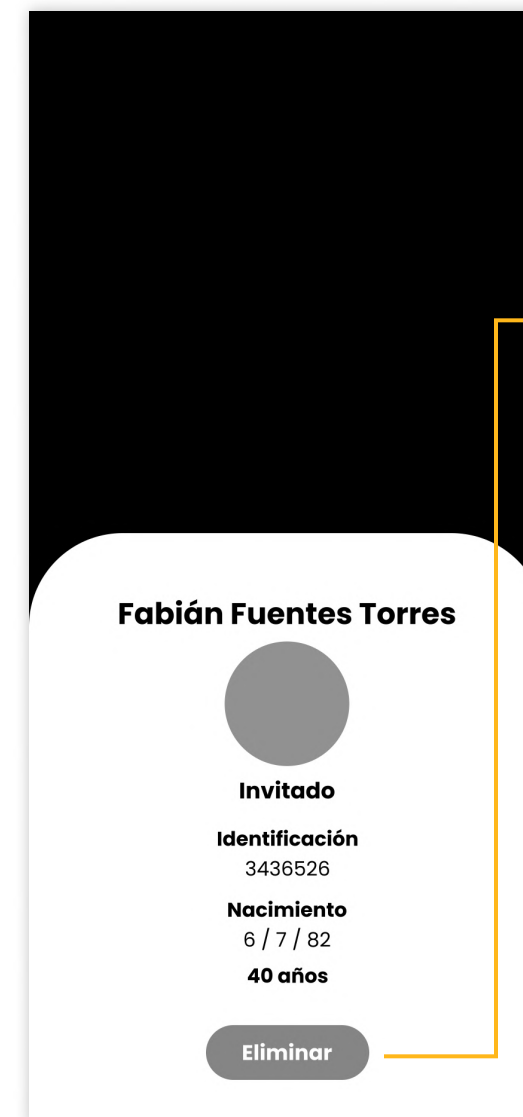 Fabián Fuentes Torres
Invitado
Identificación
3436526
Nacimiento
6 / 7 / 82
40 años
Eliminar